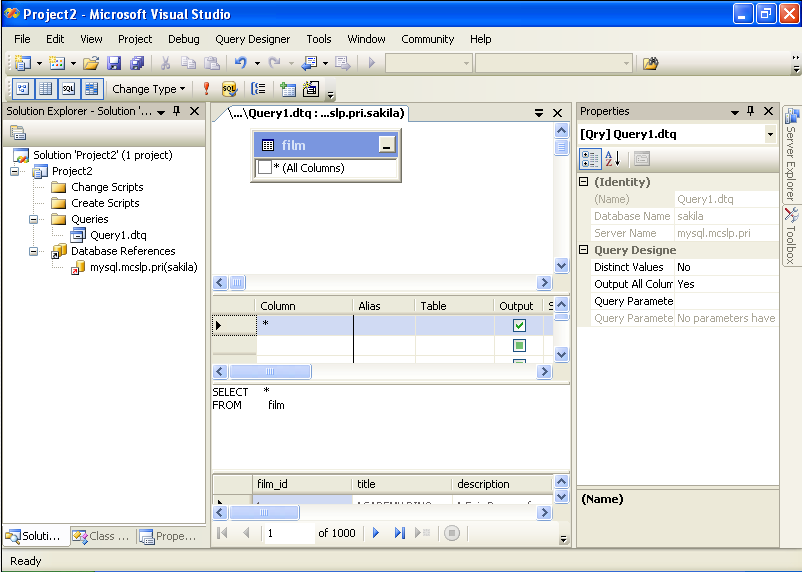 Project2 - Microsoft Visual Studio
File Edit View Project Debug Query Designer Tools Window Community Help
SQL Change Type SQL
Solution Explorer - Solution '...
Solution 'Project2' (1 project)
Project2
Change Scripts
Create Scripts
Queries
Query1.dtq
Database References
mysql.mcslp.pri(sakila)
Soluti... Class ... Prope...
\...\Query1.dtq : ...slp.pri.sakila)
film
* (All Columns)
Column Alias Table Output S
*
SELECT *
FROM film
film_id title description
1 of 1000
Properties
[Qry] Query1.dtq
(Identity)
(Name) Query1.dtq
Database Name sakila
Server Name mysql.mcslp.pri
Query Designe
Distinct Values No
Output All Colum Yes
Query Paramete
Query Paramete No parameters have
(Name)
Server Explorer
Toolbox
Ready